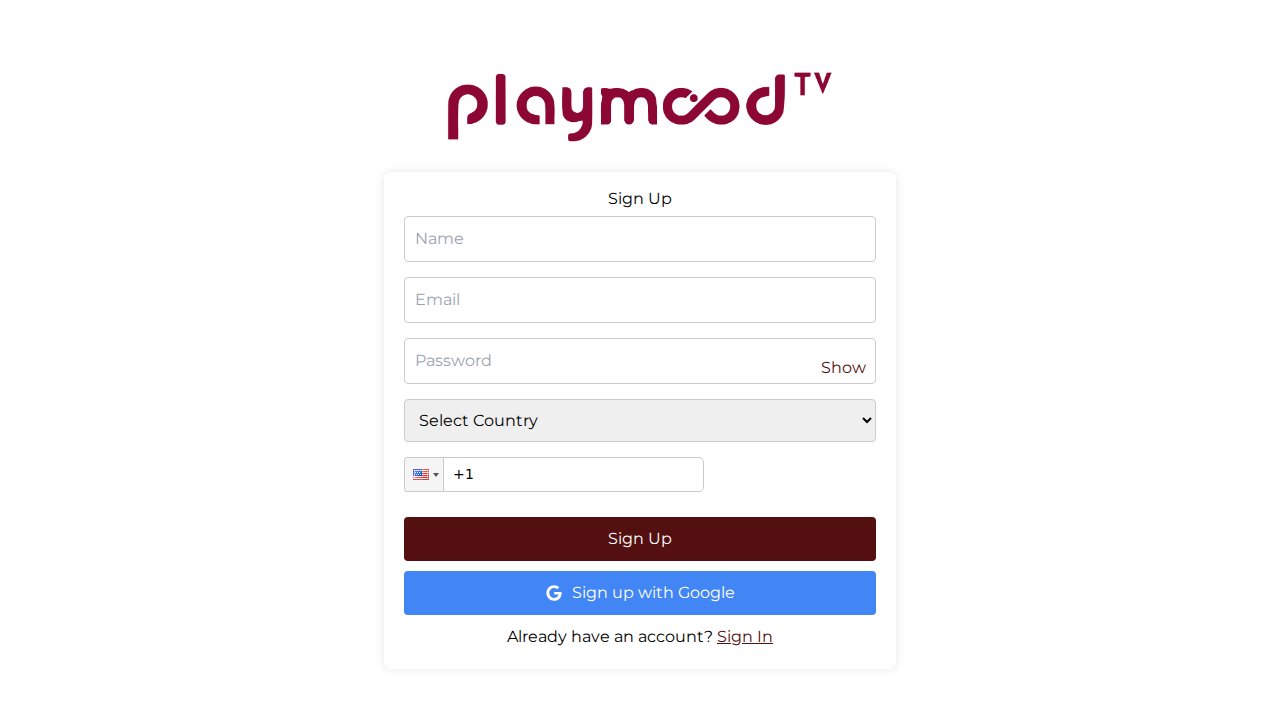 playmood TV
Sign Up
Name
Email
Password
Show
Select Country
+1
Sign Up
Sign up with Google
Already have an account? Sign In